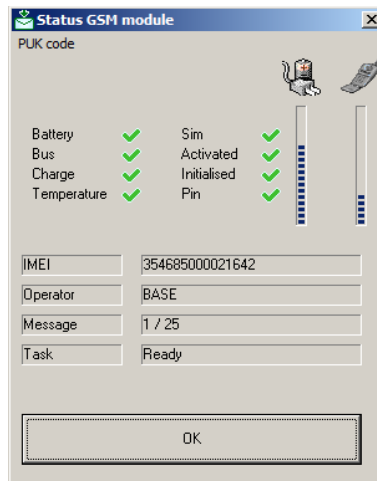 Status GSM module
PUK code
Battery Sim
Bus Activated
Charge Initialised
Temperature Pin
IMEI 354685000021642
Operator BASE
Message 1 / 25
Task Ready
OK